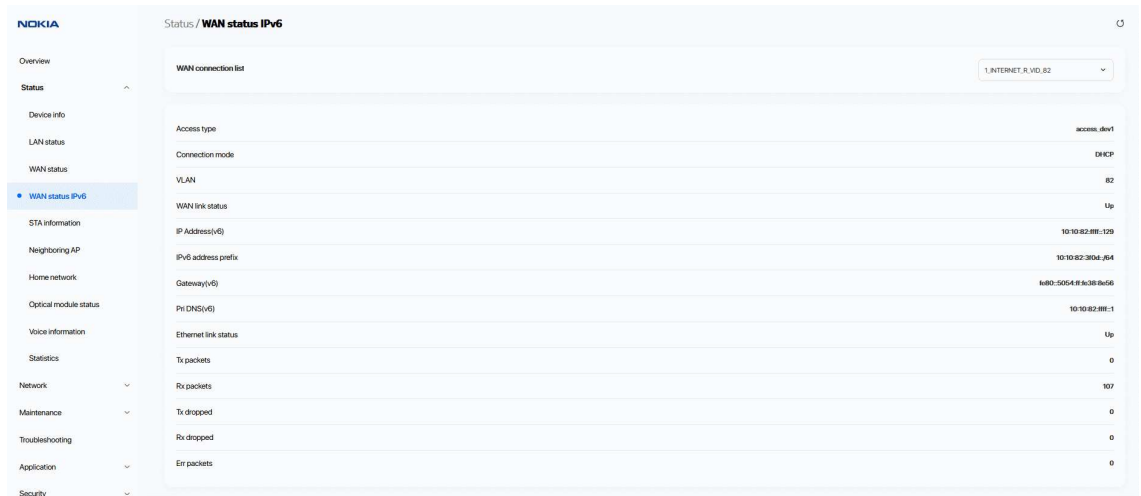 NOKIA
Status / WAN status IPv6
Overview
Status
Device info
LAN status
WAN status
WAN status IPv6
STA information
Neighboring AP
Home network
Optical module status
Voice information
Statistics
Network
Maintenance
Troubleshooting
Application
Security
WAN connection list
1_INTERNET_R_VID_82
Access type access_dev1
Connection mode DHCP
VLAN 82
WAN link status Up
IP Address(v6) 10:10:82:ffff::129
IPv6 address prefix 10:10:82:3f0d::/64
Gateway(v6) fe80::5054:ff:fe38:8e56
Pri DNS(v6) 10:10:82:ffff::1
Ethernet link status Up
Tx packets 0
Rx packets 107
Tx dropped 0
Rx dropped 0
Err packets 0